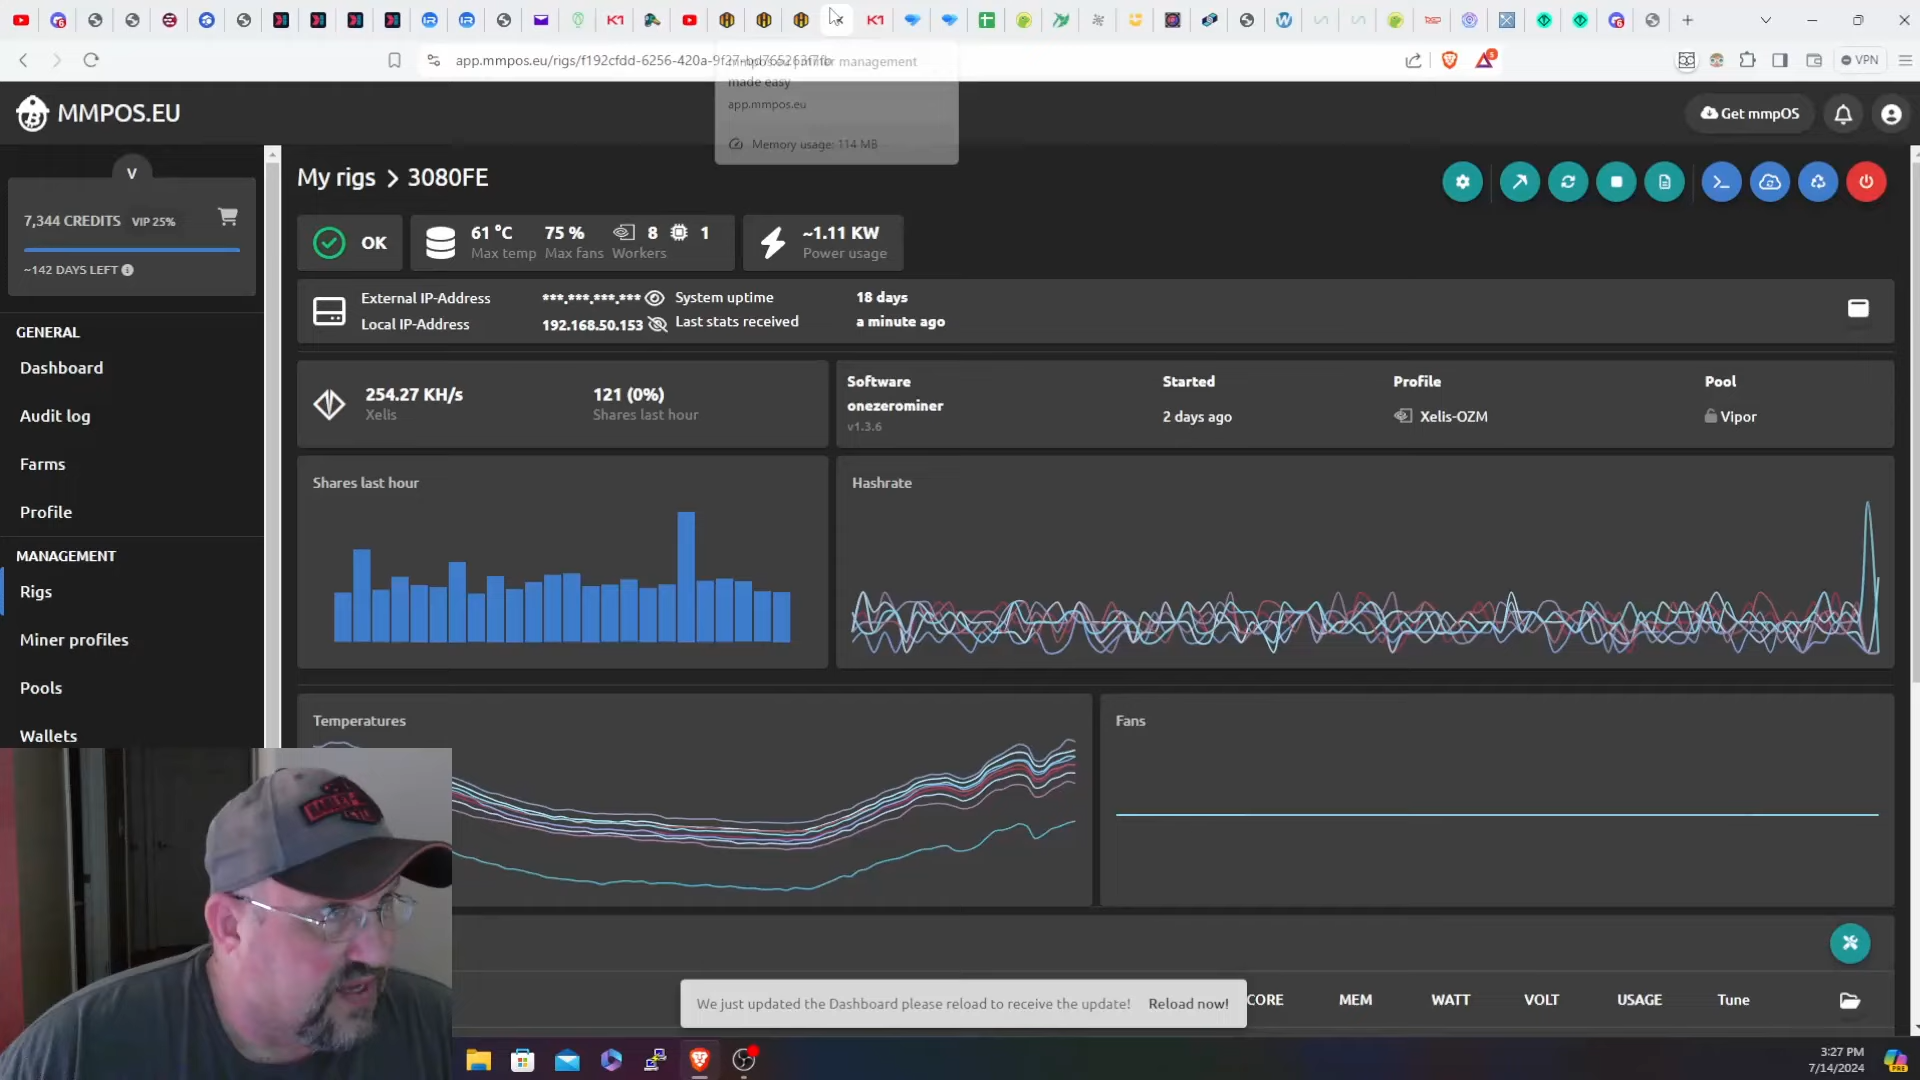 app.mmpos.eu/rigs/f192cfdd-6256-420a-9f27-bd765263f7fb
VPN
management
made easy
app.mmpos.eu
Memory usage: 114 MB
MMPOS.EU
Get mmpOS
V
7,344 CREDITS VIP 25%
~142 DAYS LEFT
GENERAL
Dashboard
Audit log
Farms
Profile
MANAGEMENT
Rigs
Miner profiles
Pools
Wallets
My rigs > 3080FE
OK
61 °C
Max temp
75 %
Max fans
8 1
Workers
~1.11 KW
Power usage
External IP-Address ***.***.***.***
System uptime 18 days
Local IP-Address 192.168.50.153
Last stats received a minute ago
254.27 KH/s
Xelis
121 (0%)
Shares last hour
Software
onezerominer
v1.3.6
Started
2 days ago
Profile
Xelis-OZM
Pool
Vipor
Shares last hour
Hashrate
Temperatures
Fans
CORE MEM WATT VOLT USAGE Tune
We just updated the Dashboard please reload to receive the update! Reload now!
3:27 PM
7/14/2024